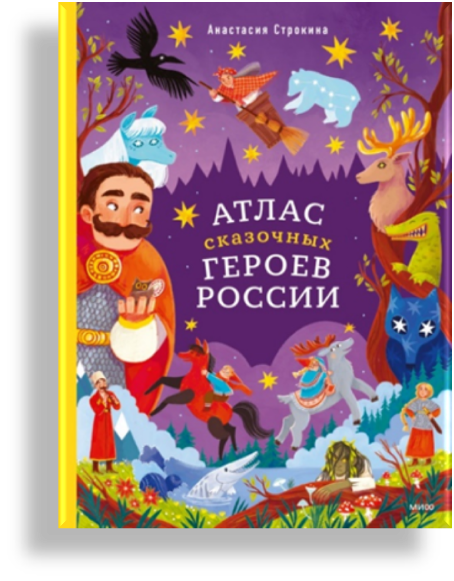 Анастасия Строкина
АТЛАС
сказочных
ГЕРОЕВ
РОССИИ
МИФ